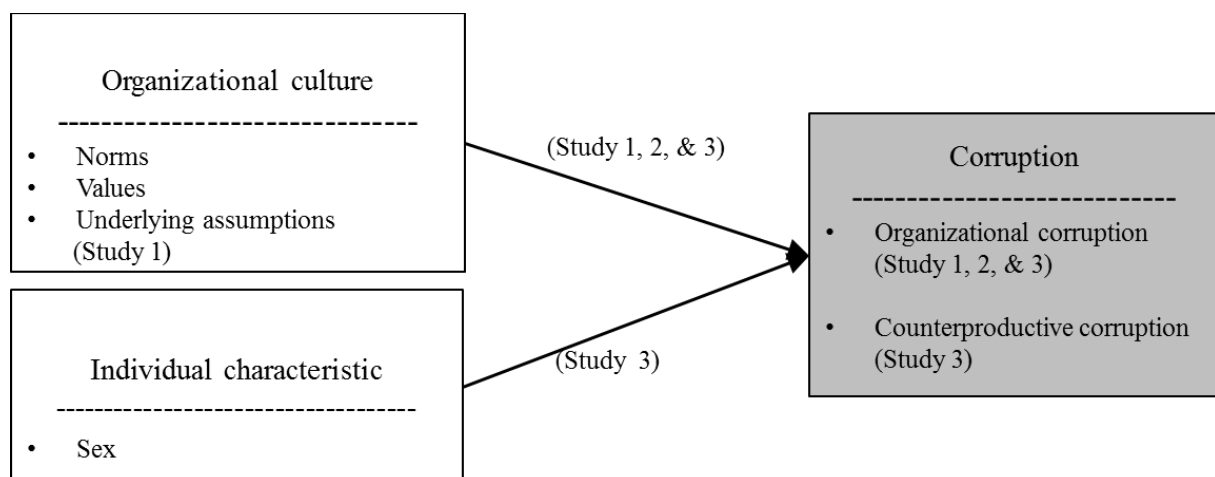 Organizational culture
--------------------------------
• Norms
• Values
• Underlying assumptions
(Study 1)
(Study 1, 2, & 3)
Individual characteristic
------------------------------------
• Sex
(Study 3)
Corruption
-----------------------------
• Organizational corruption
(Study 1, 2, & 3)
• Counterproductive corruption
(Study 3)